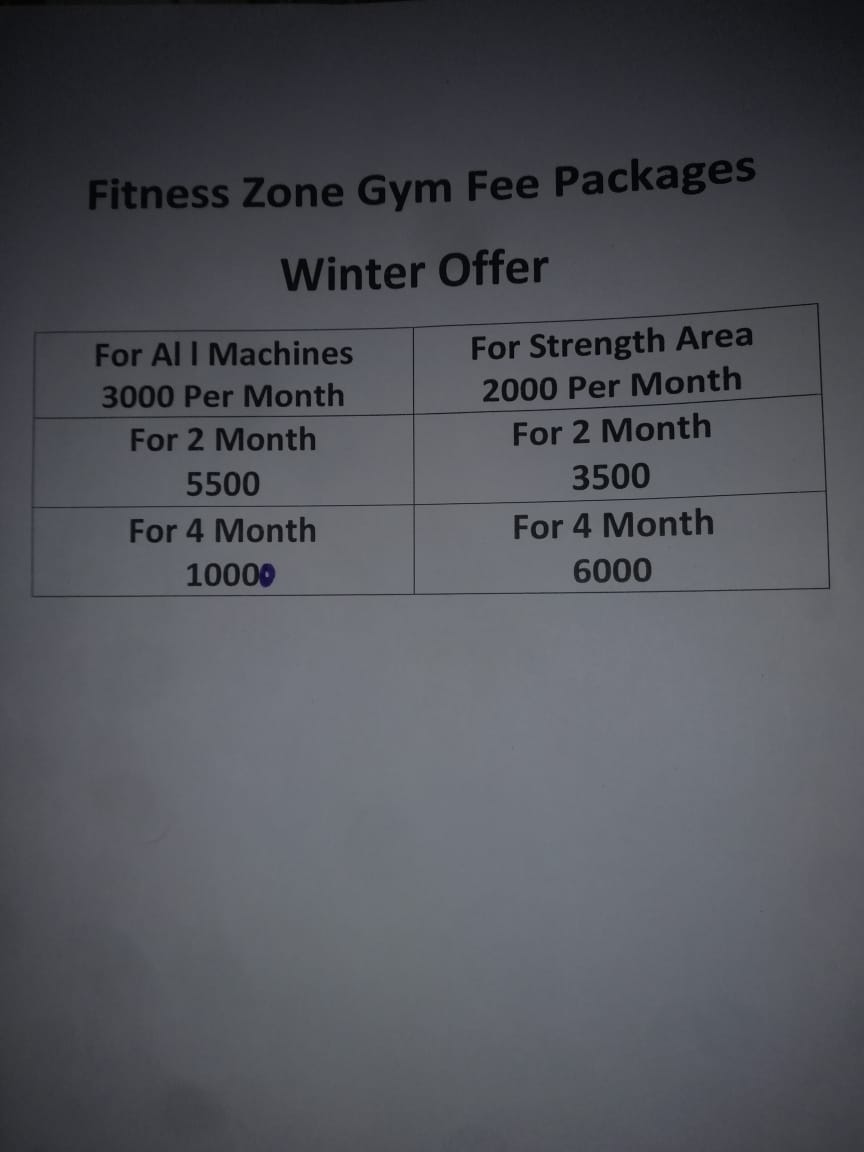 Fitness Zone Gym Fee Packages
Winter Offer
For Al l Machines
3000 Per Month
For Strength Area
2000 Per Month
For 2 Month
5500
For 2 Month
3500
For 4 Month
10000
For 4 Month
6000